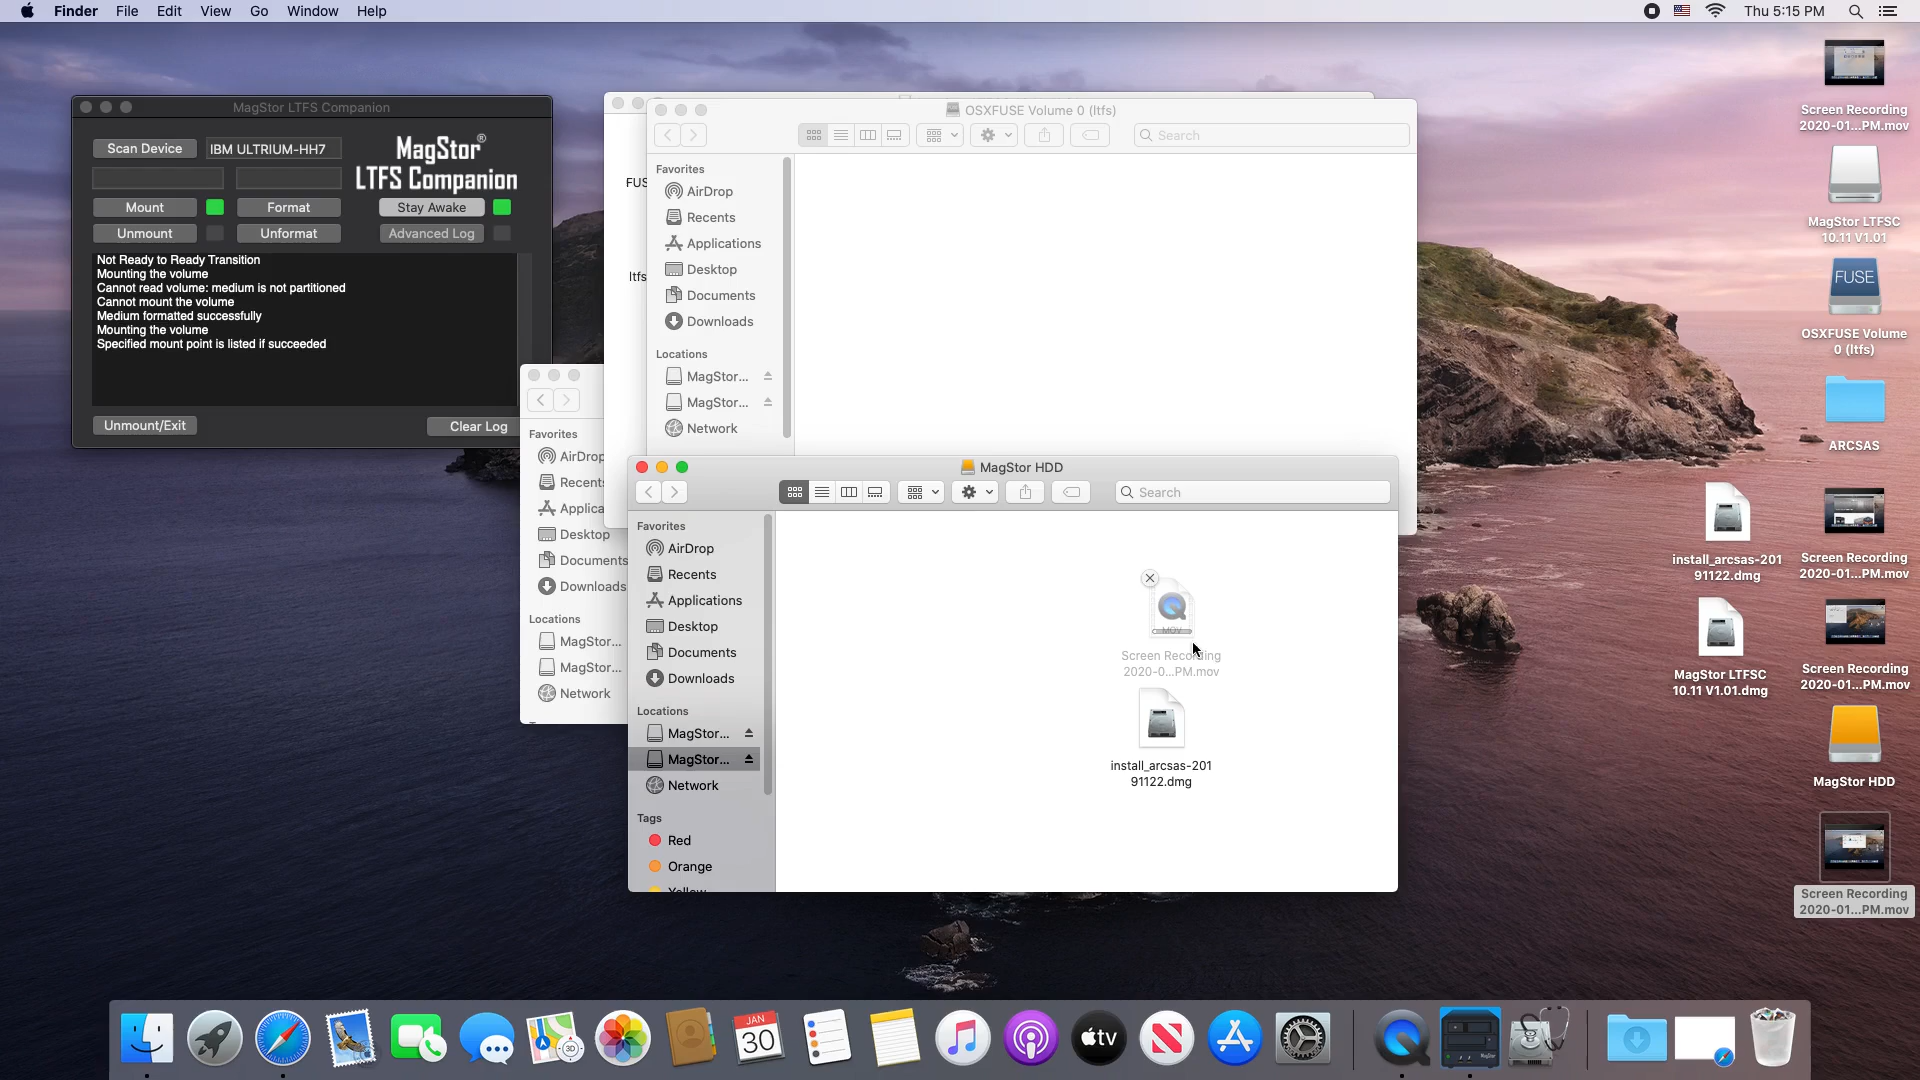 Finder File Edit View Go Window Help
Thu 5:15 PM
MagStor LTFS Companion
Scan Device
IBM ULTRIUM-HH7
MagStor®
LTFS Companion
Mount
Format
Stay Awake
Unmount
Unformat
Advanced Log
Not Ready to Ready Transition
Mounting the volume
Cannot read volume: medium is not partitioned
Cannot mount the volume
Medium formatted successfully
Mounting the volume
Specified mount point is listed if succeeded
Unmount/Exit
Clear Log
FUS
ltfs
OSXFUSE Volume 0 (ltfs)
Search
Favorites
AirDrop
Recents
Applications
Desktop
Documents
Downloads
Locations
MagStor...
MagStor...
Network
Favorites
AirDrop
Recents
Applica
Desktop
Documents
Downloads
Locations
MagStor...
MagStor...
Network
MagStor HDD
Search
Favorites
AirDrop
Recents
Applications
Desktop
Documents
Downloads
Locations
MagStor...
MagStor...
Network
Tags
Red
Orange
Yellow
MOV
Screen Recording
2020-0...PM.mov
install_arcsas-201
91122.dmg
Screen Recording
2020-01...PM.mov
MagStor LTFSC
10.11 V1.01
FUSE
OSXFUSE Volume
0 (ltfs)
ARCSAS
install_arcsas-201
91122.dmg
Screen Recording
2020-01...PM.mov
MagStor LTFSC
10.11 V1.01.dmg
Screen Recording
2020-01...PM.mov
MagStor HDD
Screen Recording
2020-01...PM.mov
JAN
30
tv